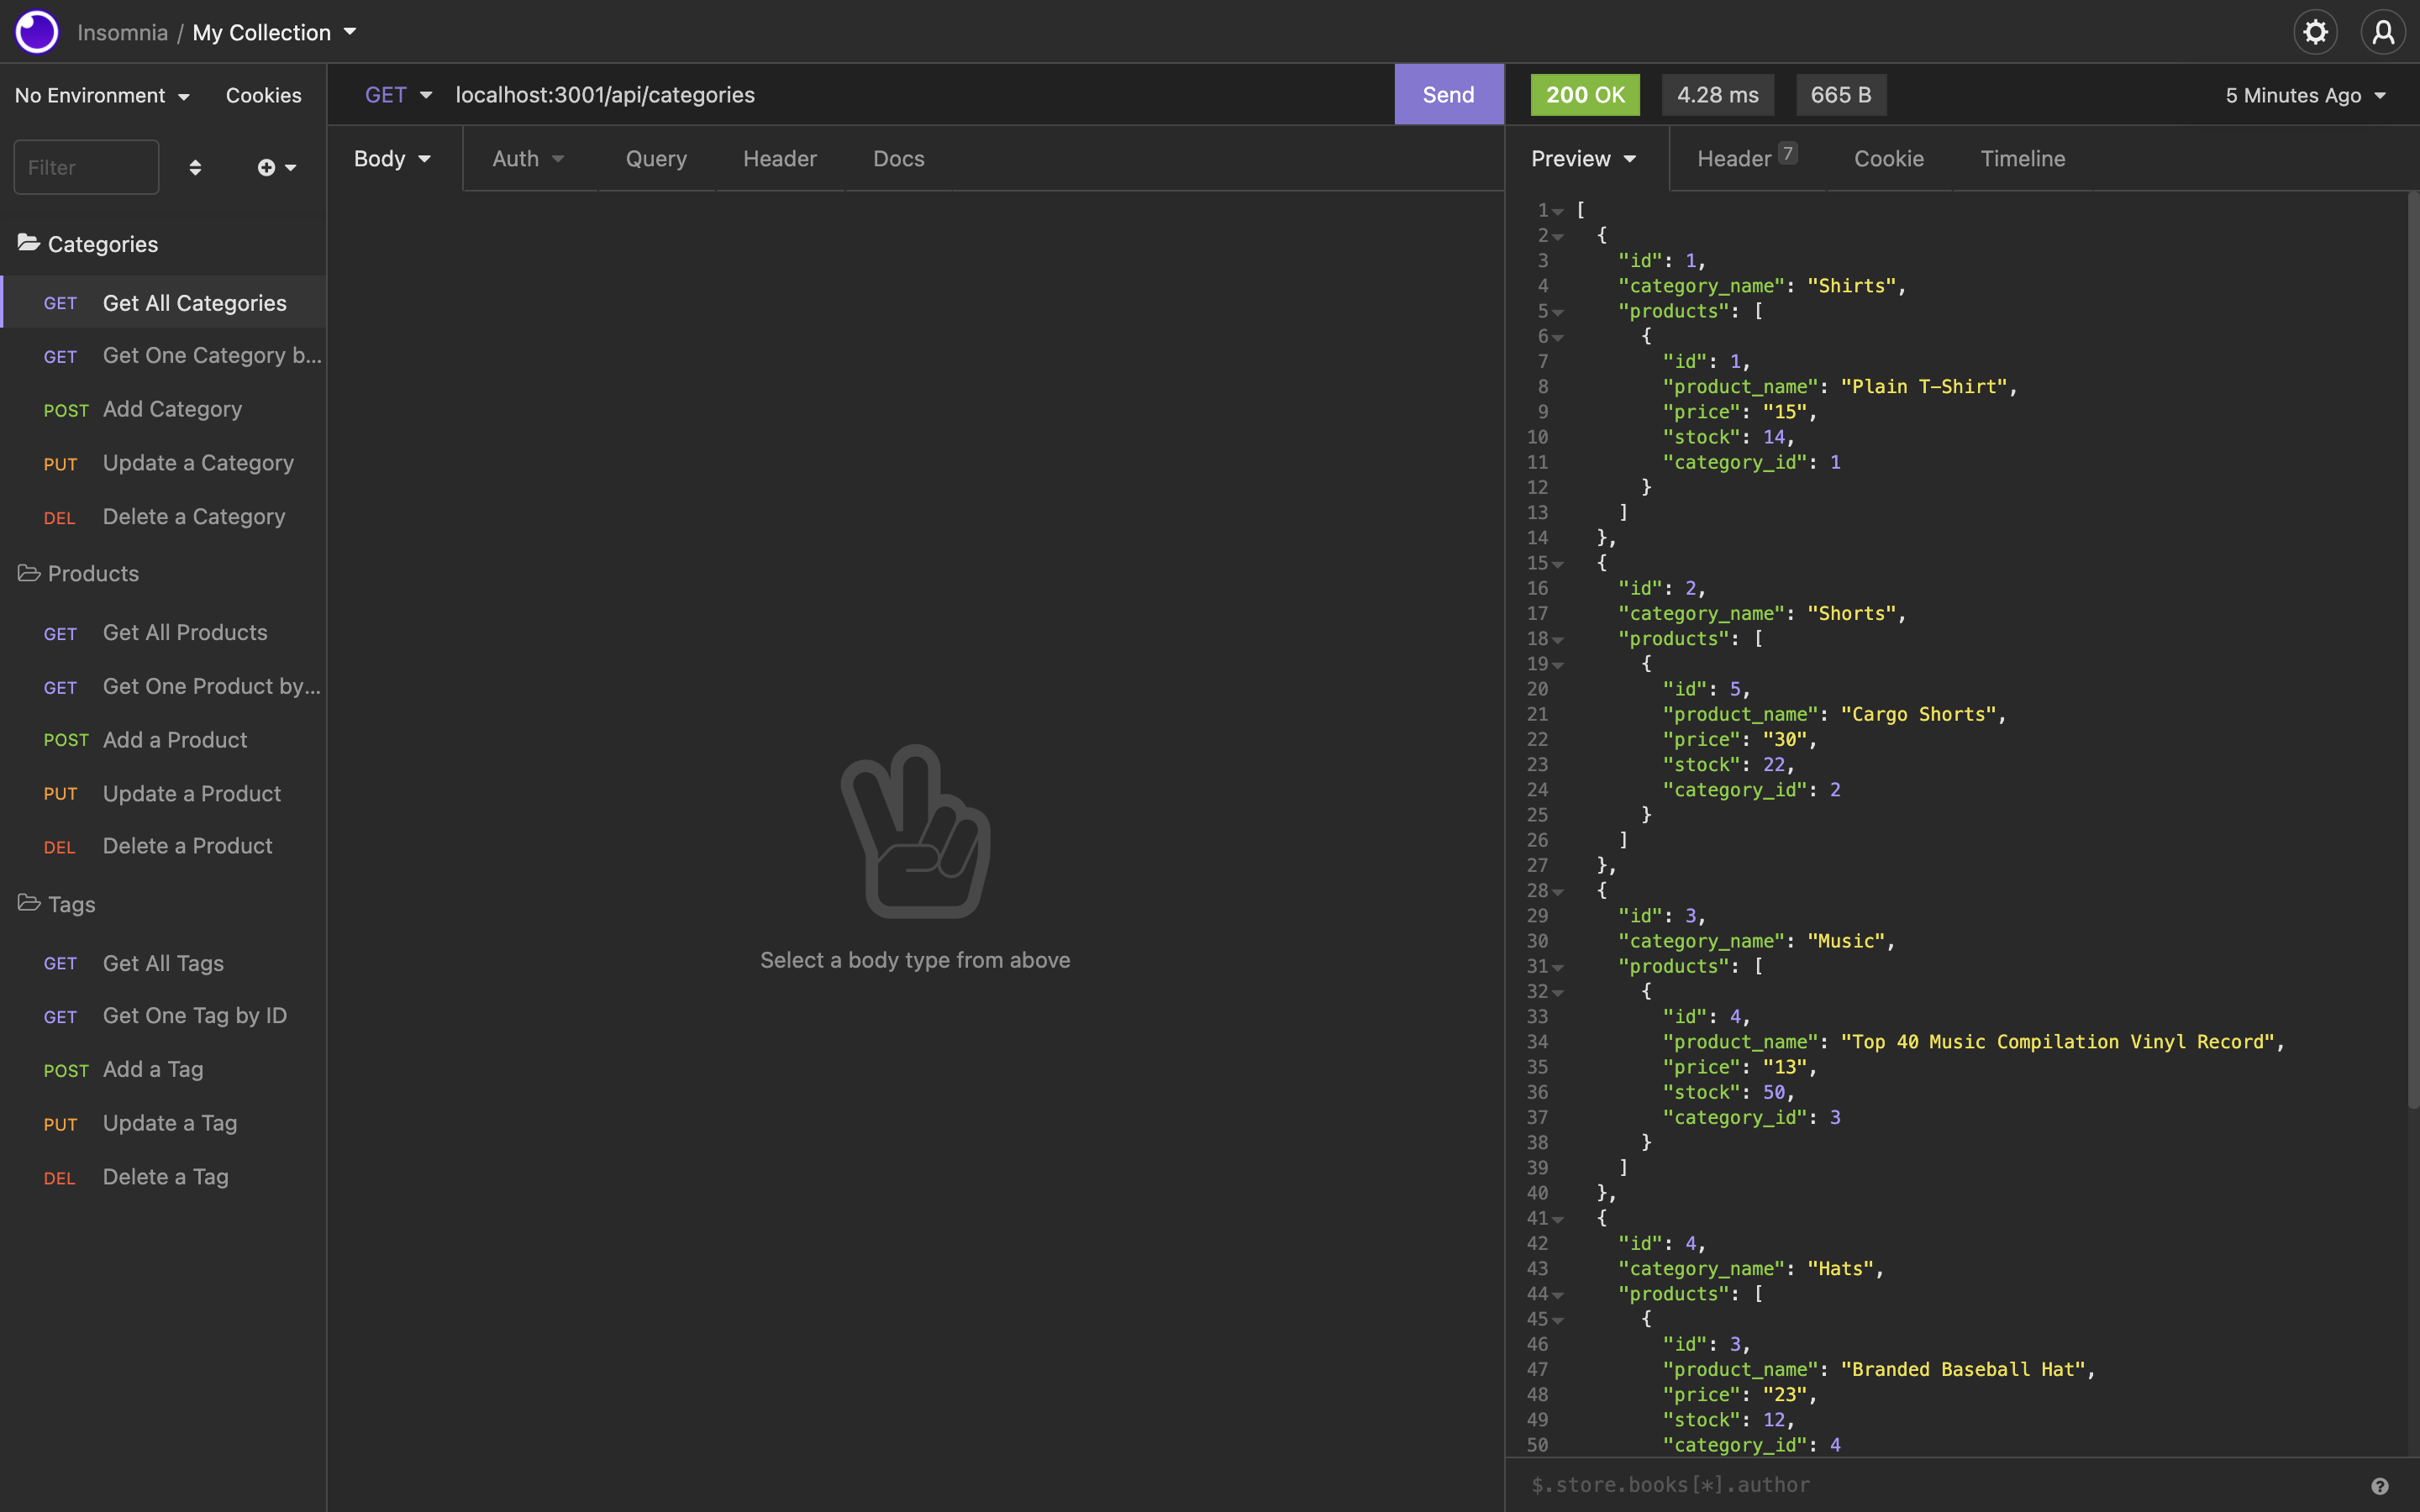 Insomnia / My Collection
No Environment Cookies
Filter
Categories
GET Get All Categories
GET Get One Category b...
POST Add Category
PUT Update a Category
DEL Delete a Category
Products
GET Get All Products
GET Get One Product by...
POST Add a Product
PUT Update a Product
DEL Delete a Product
Tags
GET Get All Tags
GET Get One Tag by ID
POST Add a Tag
PUT Update a Tag
DEL Delete a Tag
GET localhost:3001/api/categories Send
Body Auth Query Header Docs
Select a body type from above
200 OK 4.28 ms 665 B 5 Minutes Ago
Preview Header 7 Cookie Timeline
1 [
2 {
3 "id": 1,
4 "category_name": "Shirts",
5 "products": [
6 {
7 "id": 1,
8 "product_name": "Plain T-Shirt",
9 "price": "15",
10 "stock": 14,
11 "category_id": 1
12 }
13 ]
14 },
15 {
16 "id": 2,
17 "category_name": "Shorts",
18 "products": [
19 {
20 "id": 5,
21 "product_name": "Cargo Shorts",
22 "price": "30",
23 "stock": 22,
24 "category_id": 2
25 }
26 ]
27 },
28 {
29 "id": 3,
30 "category_name": "Music",
31 "products": [
32 {
33 "id": 4,
34 "product_name": "Top 40 Music Compilation Vinyl Record",
35 "price": "13",
36 "stock": 50,
37 "category_id": 3
38 }
39 ]
40 },
41 {
42 "id": 4,
43 "category_name": "Hats",
44 "products": [
45 {
46 "id": 3,
47 "product_name": "Branded Baseball Hat",
48 "price": "23",
49 "stock": 12,
50 "category_id": 4
$.store.books[*].author